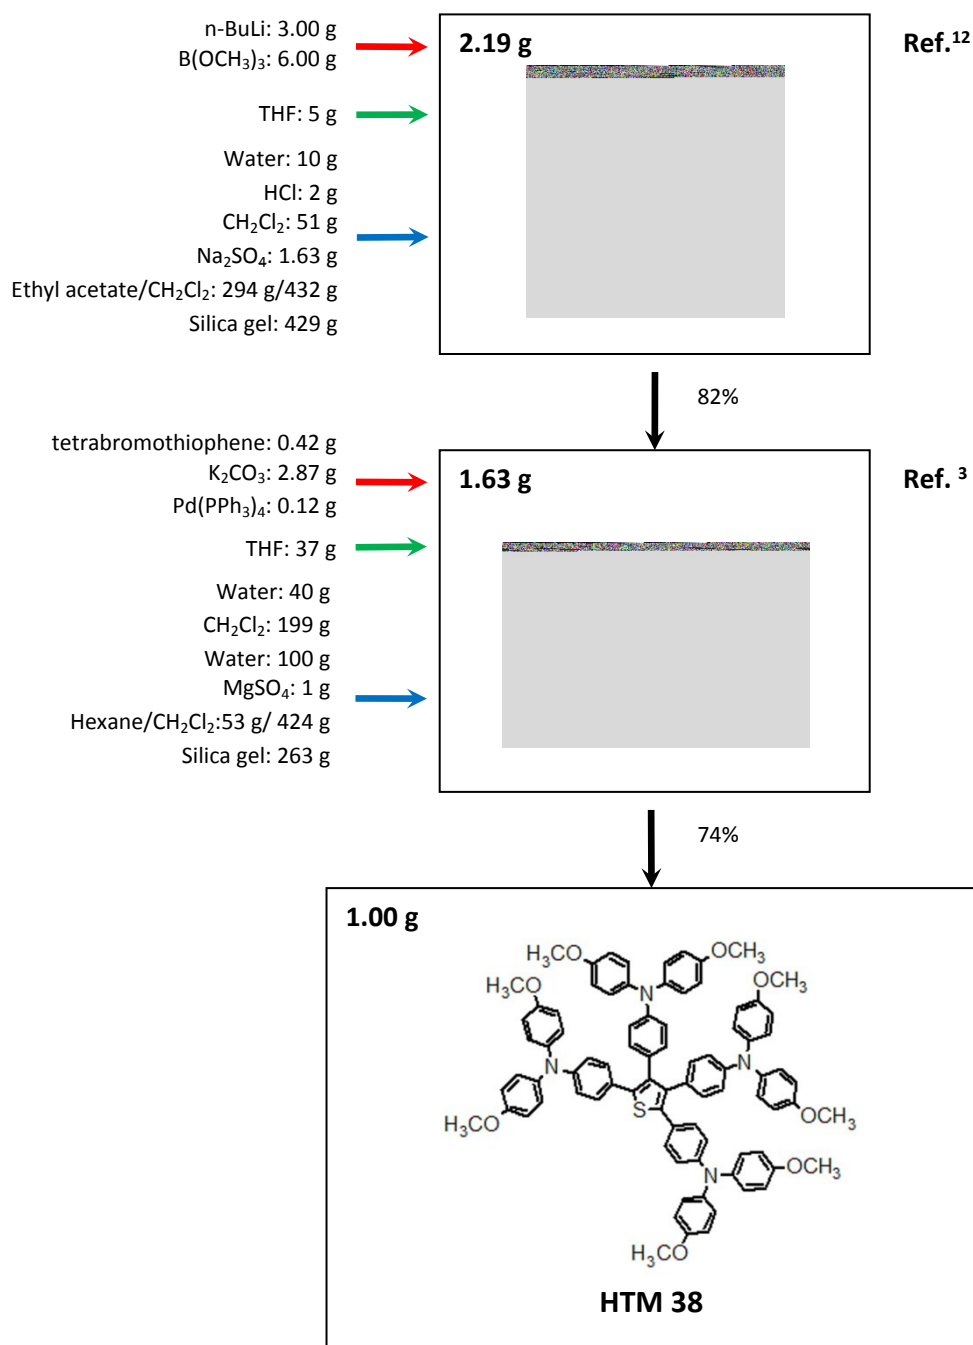 n-BuLi: 3.00 g
B(OCH₃)₃: 6.00 g
THF: 5 g
Water: 10 g
HCl: 2 g
CH₂Cl₂: 51 g
Na₂SO₄: 1.63 g
Ethyl acetate/CH₂Cl₂: 294 g/432 g
Silica gel: 429 g
2.19 g
Ref.¹²
82%
tetrabromothiophene: 0.42 g
K₂CO₃: 2.87 g
Pd(PPh₃)₄: 0.12 g
THF: 37 g
Water: 40 g
CH₂Cl₂: 199 g
Water: 100 g
MgSO₄: 1 g
Hexane/CH₂Cl₂:53 g/ 424 g
Silica gel: 263 g
1.63 g
Ref. ³
74%
1.00 g
H₃CO
OCH₃
H₃CO
OCH₃
N
N
N
H₃CO
S
OCH₃
N
OCH₃
H₃CO
HTM 38